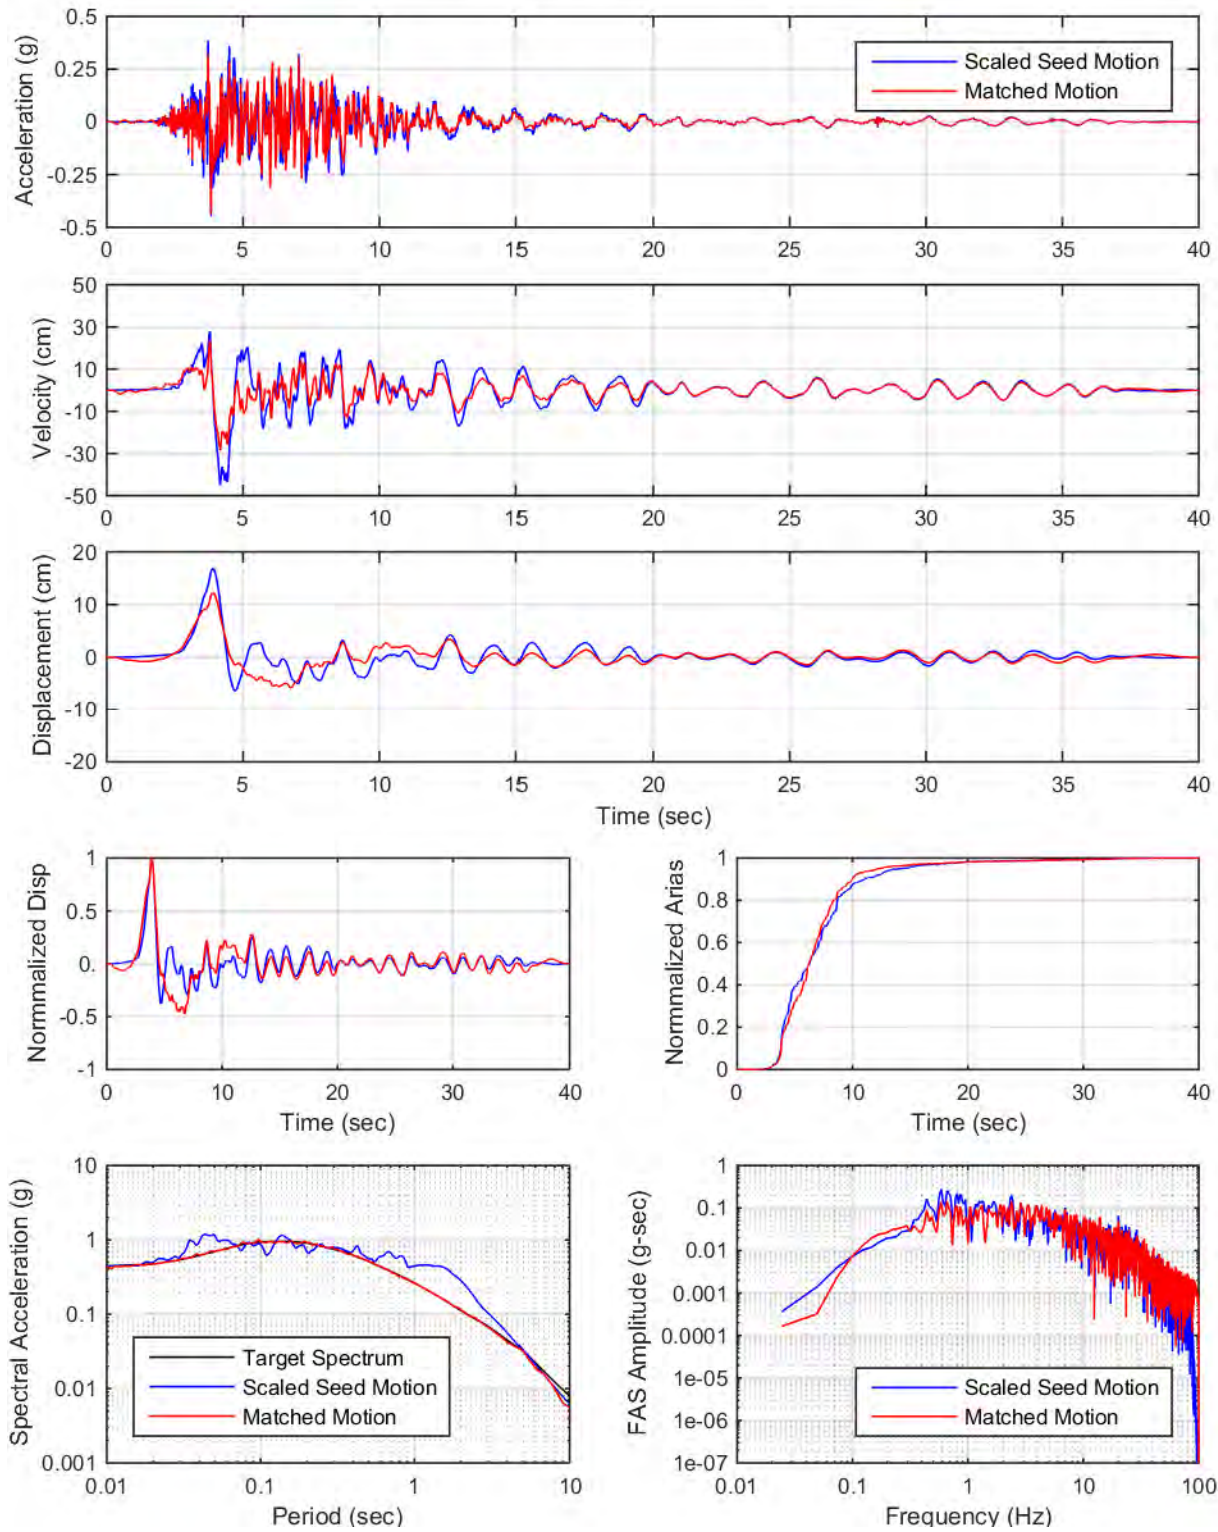 0.5
0.25
0
-0.25
-0.5
Acceleration (g)
Scaled Seed Motion
Matched Motion
0 5 10 15 20 25 30 35 40
50
30
10
-10
-30
-50
Velocity (cm)
0 5 10 15 20 25 30 35 40
20
10
0
-10
-20
Displacement (cm)
0 5 10 15 20 25 30 35 40
Time (sec)
1
0.5
0
-0.5
-1
Normmalized Disp
0 10 20 30 40
Time (sec)
1
0.8
0.6
0.4
0.2
0
Normmalized Arias
0 10 20 30 40
Time (sec)
10
1
0.1
0.01
0.001
Spectral Acceleration (g)
Target Spectrum
Scaled Seed Motion
Matched Motion
0.01 0.1 1 10
Period (sec)
1
0.1
0.01
0.001
0.0001
1e-05
1e-06
1e-07
FAS Amplitude (g-sec)
Scaled Seed Motion
Matched Motion
0.01 0.1 1 10 100
Frequency (Hz)